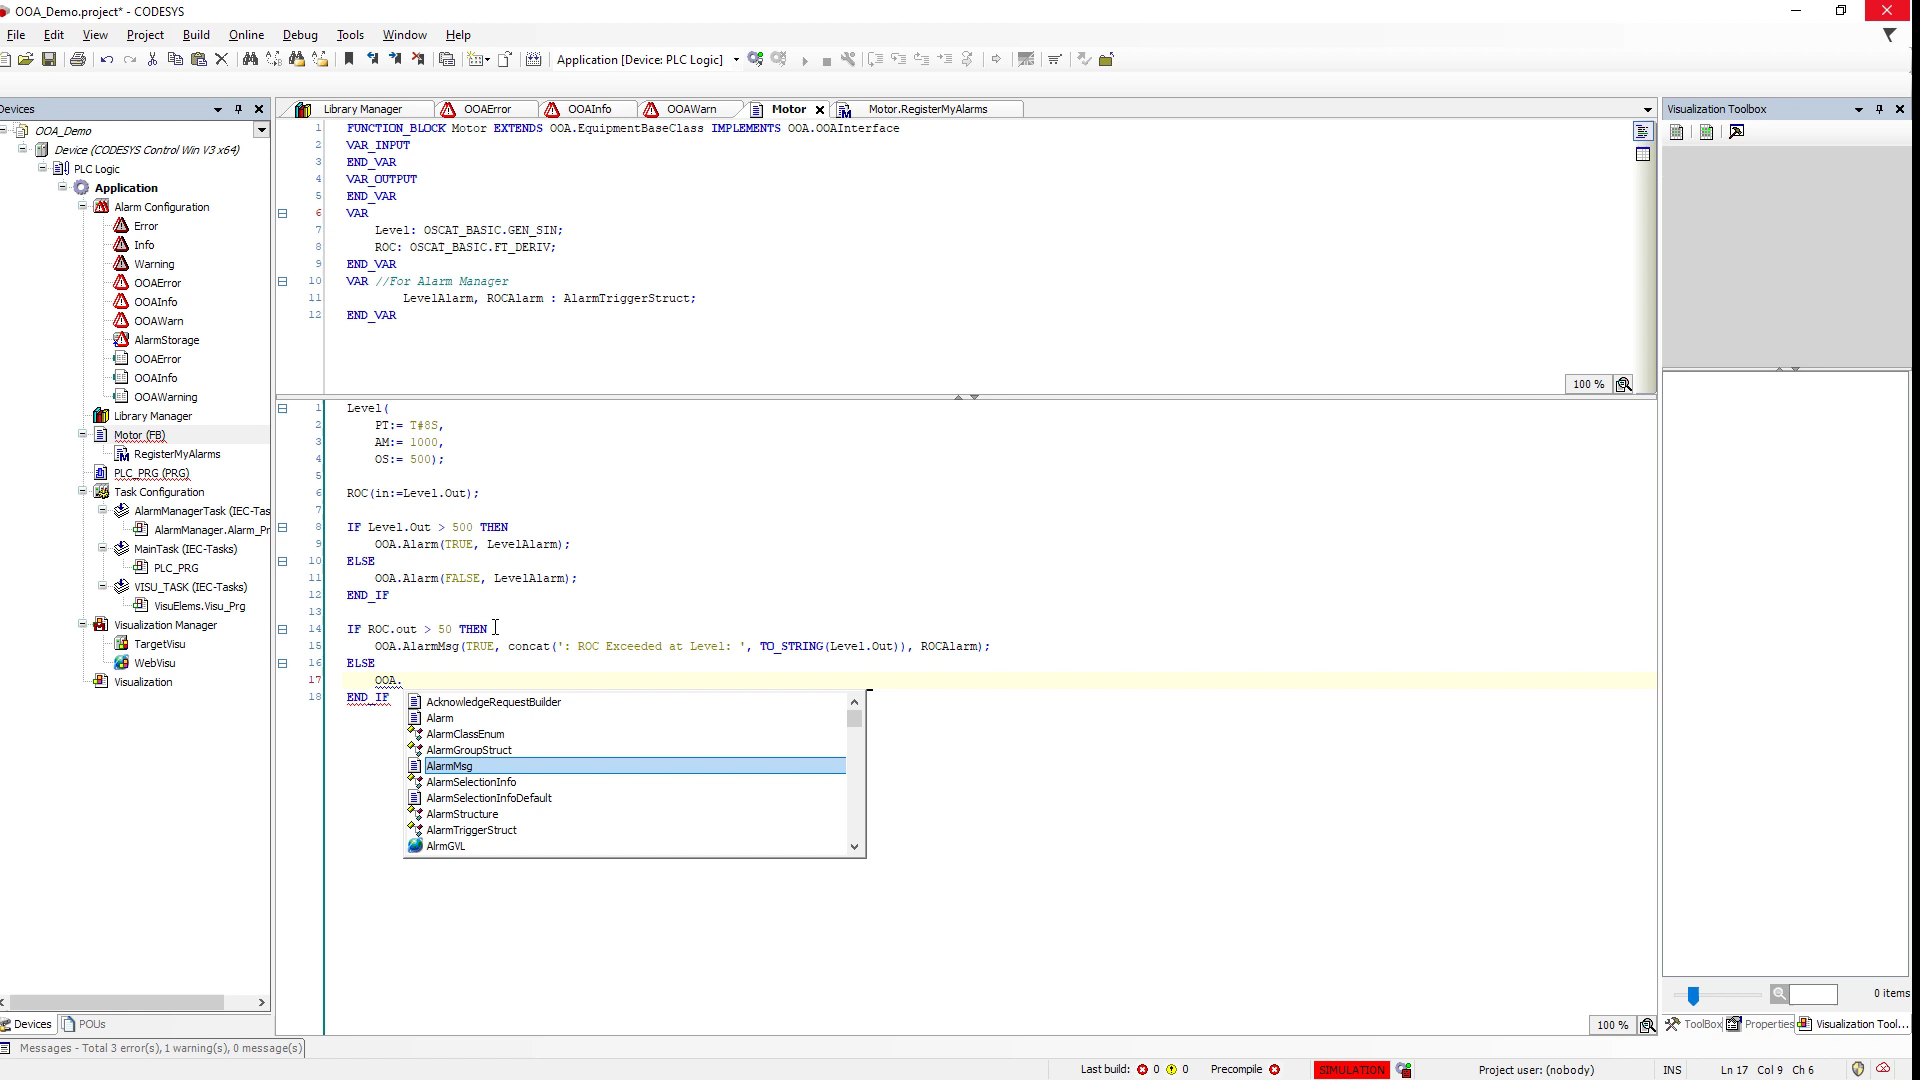 OOA_Demo.project* - CODESYS
File Edit View Project Build Online Debug Tools Window Help
Application [Device: PLC Logic]
Devices
OOA_Demo
Device (CODESYS Control Win V3 x64)
PLC Logic
Application
Alarm Configuration
Error
Info
Warning
OOAError
OOAInfo
OOAWarn
AlarmStorage
OOAError
OOAInfo
OOAWarning
Library Manager
Motor (FB)
RegisterMyAlarms
PLC_PRG (PRG)
Task Configuration
AlarmManagerTask (IEC-Tas
AlarmManager.Alarm_Pr
MainTask (IEC-Tasks)
PLC_PRG
VISU_TASK (IEC-Tasks)
VisuElems.Visu_Prg
Visualization Manager
TargetVisu
WebVisu
Visualization
Devices POUs
Library Manager OOAError OOAInfo OOAWarn Motor Motor.RegisterMyAlarms
1 FUNCTION_BLOCK Motor EXTENDS OOA.EquipmentBaseClass IMPLEMENTS OOA.OOAInterface
2 VAR_INPUT
3 END_VAR
4 VAR_OUTPUT
5 END_VAR
6 VAR
7 Level: OSCAT_BASIC.GEN_SIN;
8 ROC: OSCAT_BASIC.FT_DERIV;
9 END_VAR
10 VAR //For Alarm Manager
11 LevelAlarm, ROCAlarm : AlarmTriggerStruct;
12 END_VAR
100 %
1 Level(
2 PT:= T#8S,
3 AM:= 1000,
4 OS:= 500);
5
6 ROC(in:=Level.Out);
7
8 IF Level.Out > 500 THEN
9 OOA.Alarm(TRUE, LevelAlarm);
10 ELSE
11 OOA.Alarm(FALSE, LevelAlarm);
12 END_IF
13
14 IF ROC.out > 50 THEN
15 OOA.AlarmMsg(TRUE, concat(': ROC Exceeded at Level: ', TO_STRING(Level.Out)), ROCAlarm);
16 ELSE
17 OOA.
18 END_IF
AcknowledgeRequestBuilder
Alarm
AlarmClassEnum
AlarmGroupStruct
AlarmMsg
AlarmSelectionInfo
AlarmSelectionInfoDefault
AlarmStructure
AlarmTriggerStruct
AlrmGVL
100 %
Visualization Toolbox
0 items
ToolBox Properties Visualization Tool...
Messages - Total 3 error(s), 1 warning(s), 0 message(s)
Last build: 0 0 Precompile SIMULATION Project user: (nobody) INS Ln 17 Col 9 Ch 6